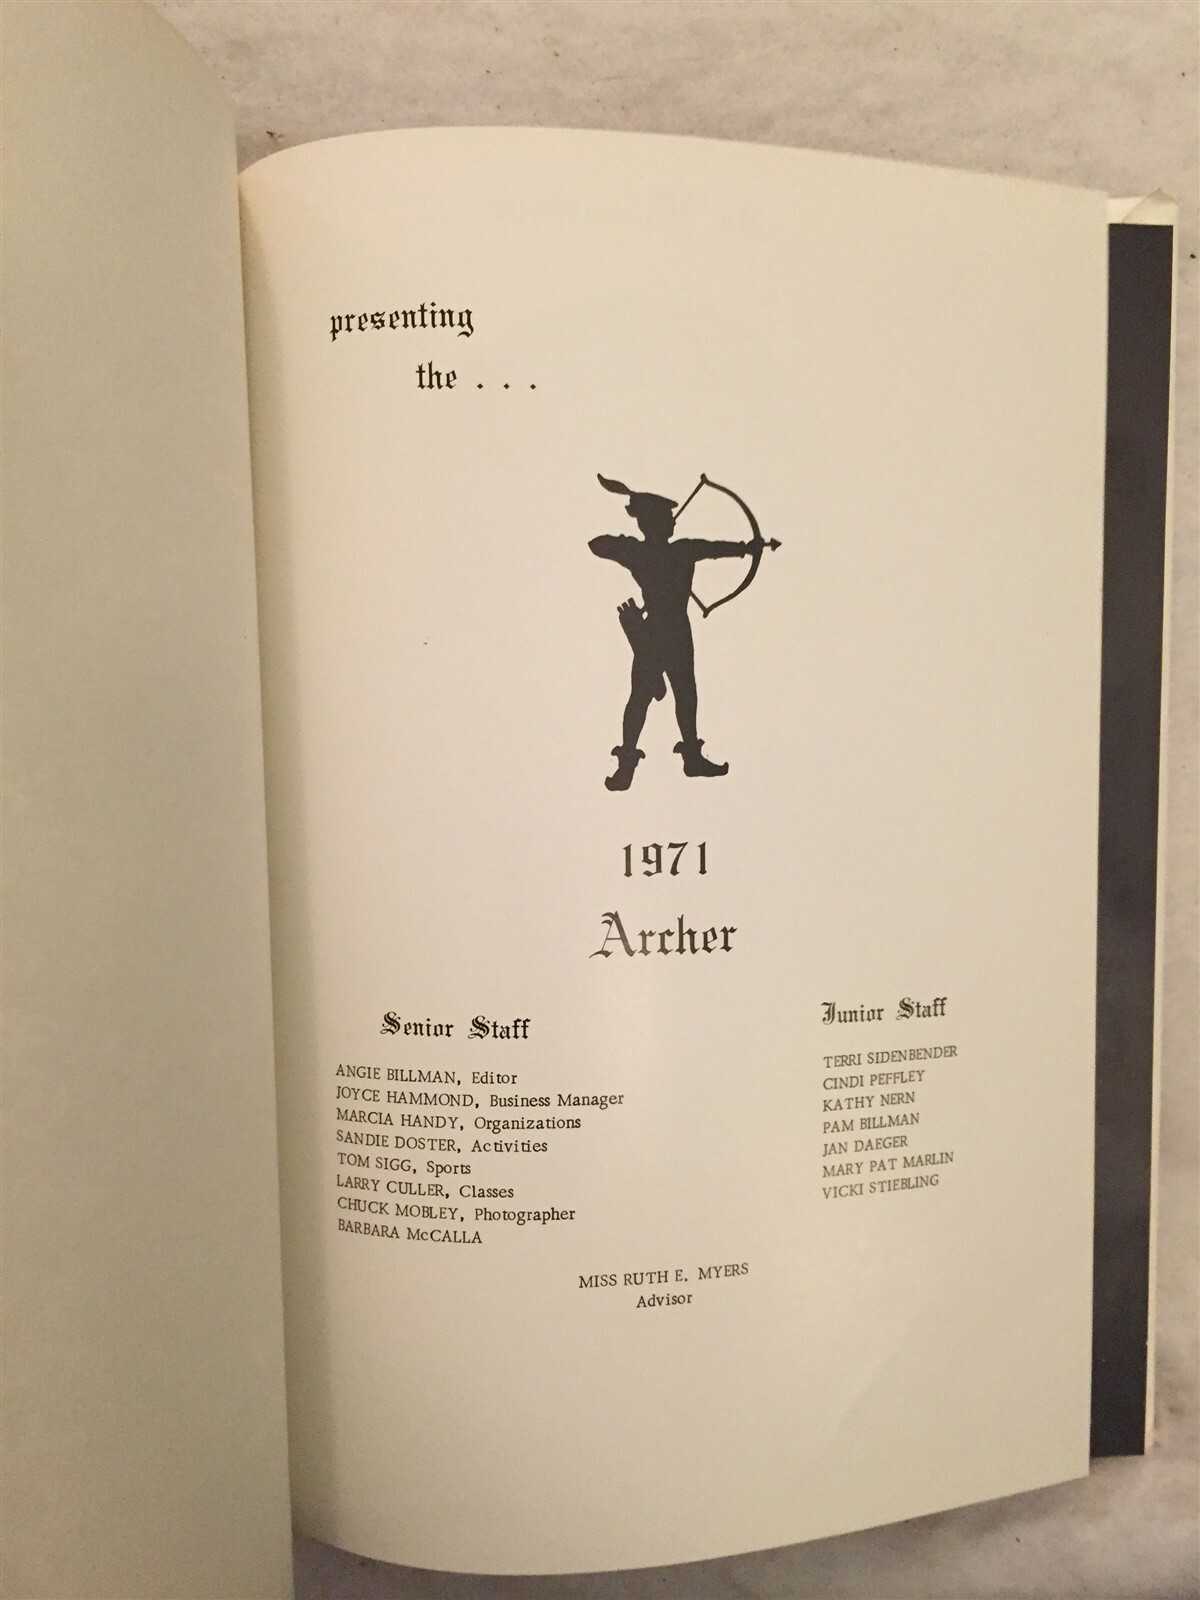 presenting
the . . .
1971
Archer
Senior Staff
ANGIE BILLMAN, Editor
JOYCE HAMMOND, Business Manager
MARCIA HANDY, Organizations
SANDIE DOSTER, Activities
TOM SIGG, Sports
LARRY CULLER, Classes
CHUCK MOBLEY, Photographer
BARBARA McCALLA
Junior Staff
TERRI SIDENBENDER
CINDI PEFFLEY
KATHY NERN
PAM BILLMAN
JAN DAEGER
MARY PAT MARLIN
VICKI STIEBLING
MISS RUTH E. MYERS
Advisor